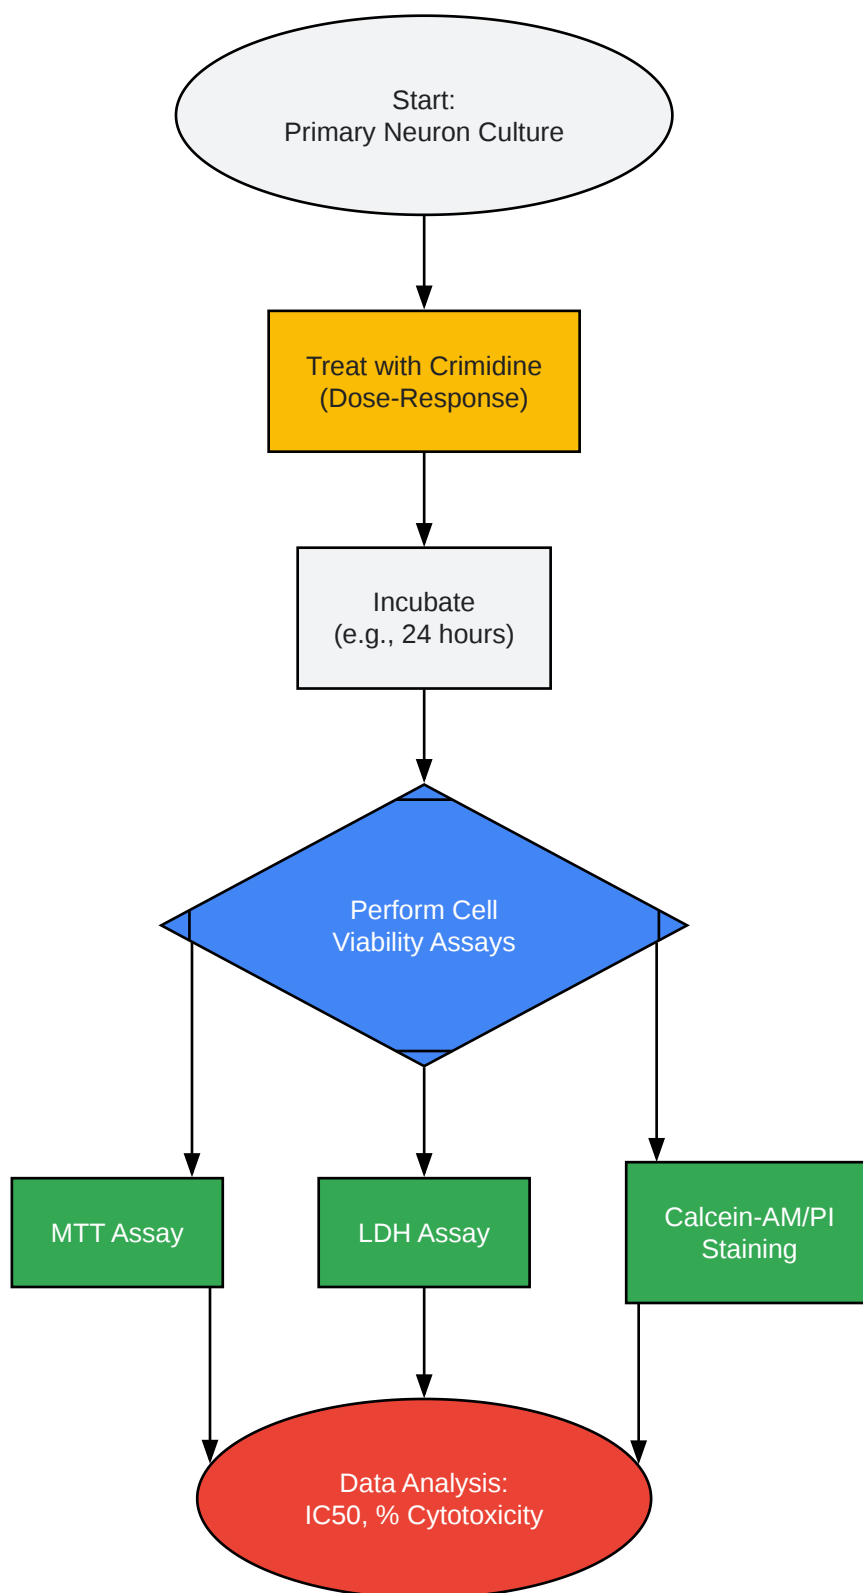 Start:
Primary Neuron Culture
Treat with Crimidine
(Dose-Response)
Incubate
(e.g., 24 hours)
Perform Cell
Viability Assays
MTT Assay
LDH Assay
Calcein-AM/PI
Staining
Data Analysis:
IC50, % Cytotoxicity